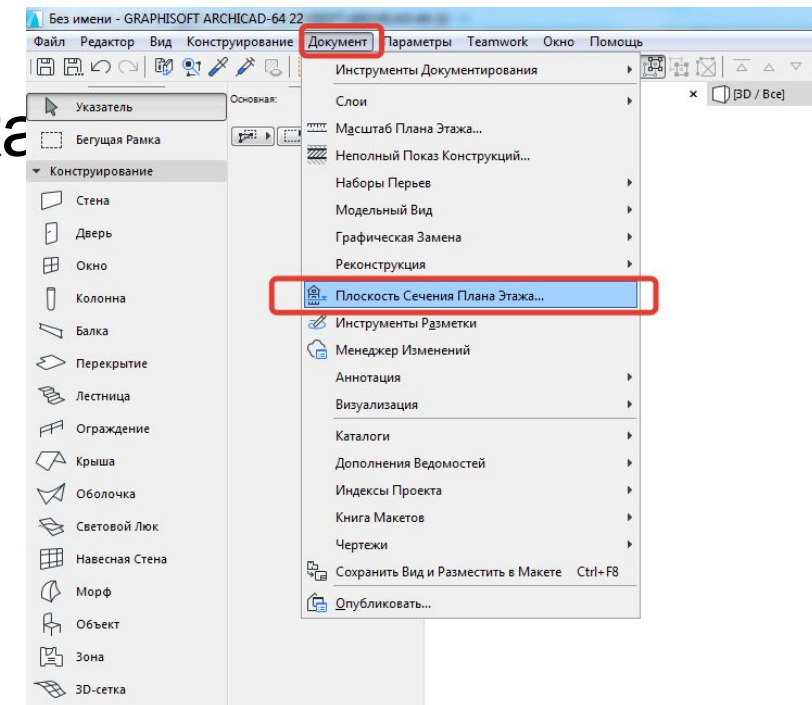 Без имени - GRAPHISOFT ARCHICAD-64 22
Файл Редактор Вид Конструирование Документ Параметры Teamwork Окно Помощь
Основная:
[3D / Все]
Указатель
Бегущая Рамка
Конструирование
Стена
Дверь
Окно
Колонна
Балка
Перекрытие
Лестница
Ограждение
Крыша
Оболочка
Световой Люк
Навесная Стена
Морф
Объект
Зона
3D-сетка
Инструменты Документирования
Слои
Масштаб Плана Этажа...
Неполный Показ Конструкций...
Наборы Перьев
Модельный Вид
Графическая Замена
Реконструкция
Плоскость Сечения Плана Этажа...
Инструменты Разметки
Менеджер Изменений
Аннотация
Визуализация
Каталоги
Дополнения Ведомостей
Индексы Проекта
Книга Макетов
Чертежи
Сохранить Вид и Разместить в Макете Ctrl+F8
Опубликовать...